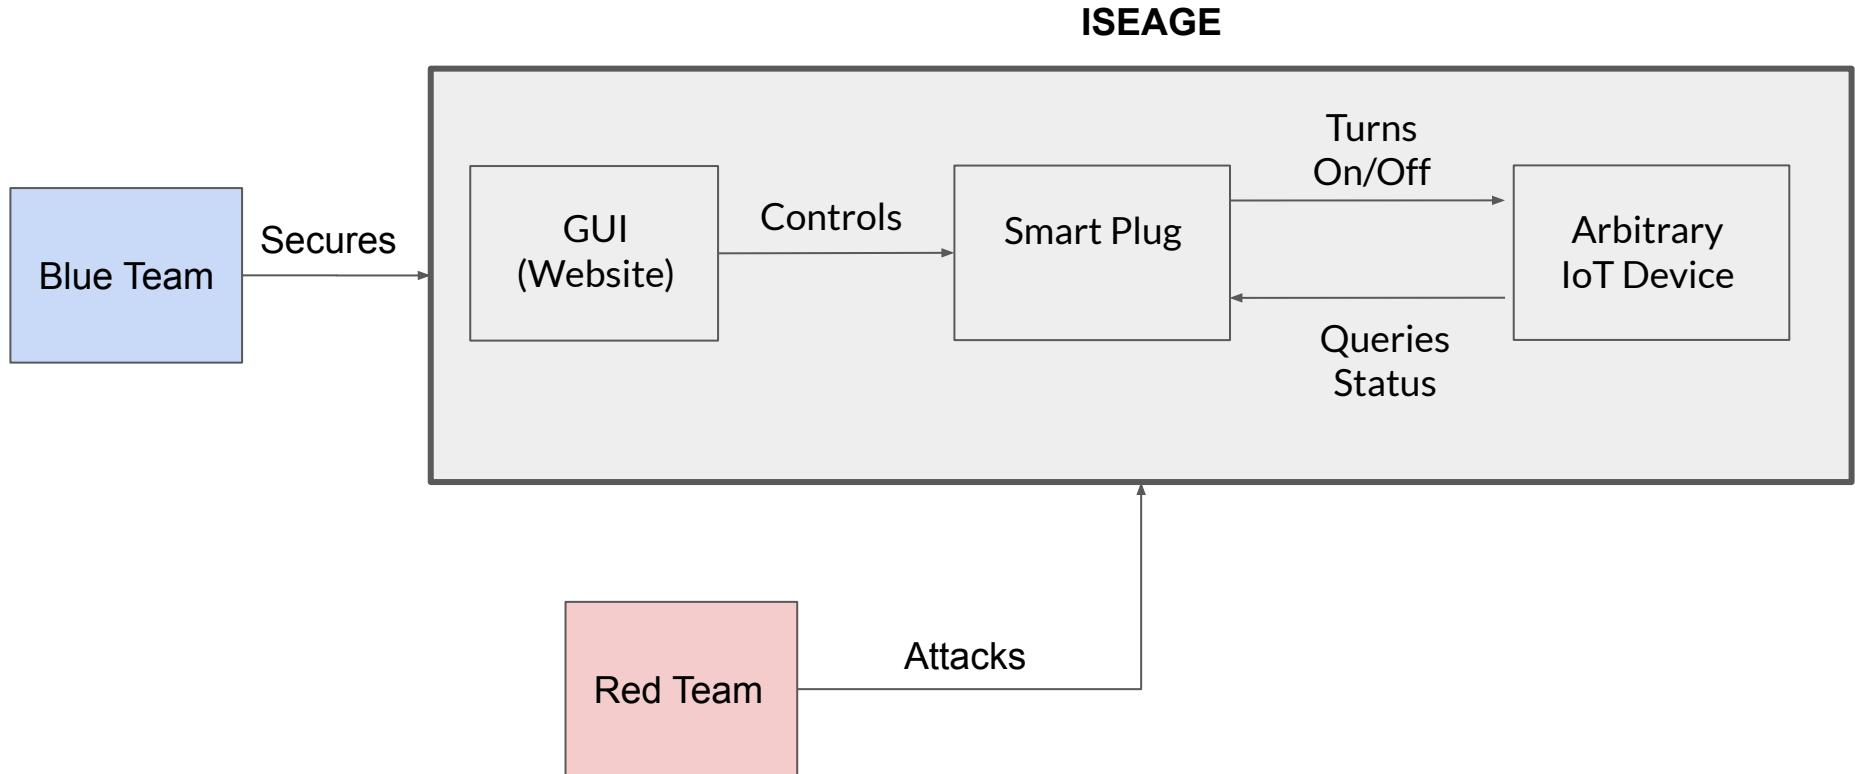 ISEAGE
Turns
On/Off
Blue Team
Secures
GUI
(Website)
Controls
Smart Plug
Arbitrary
IoT Device
Queries
Status
Attacks
Red Team